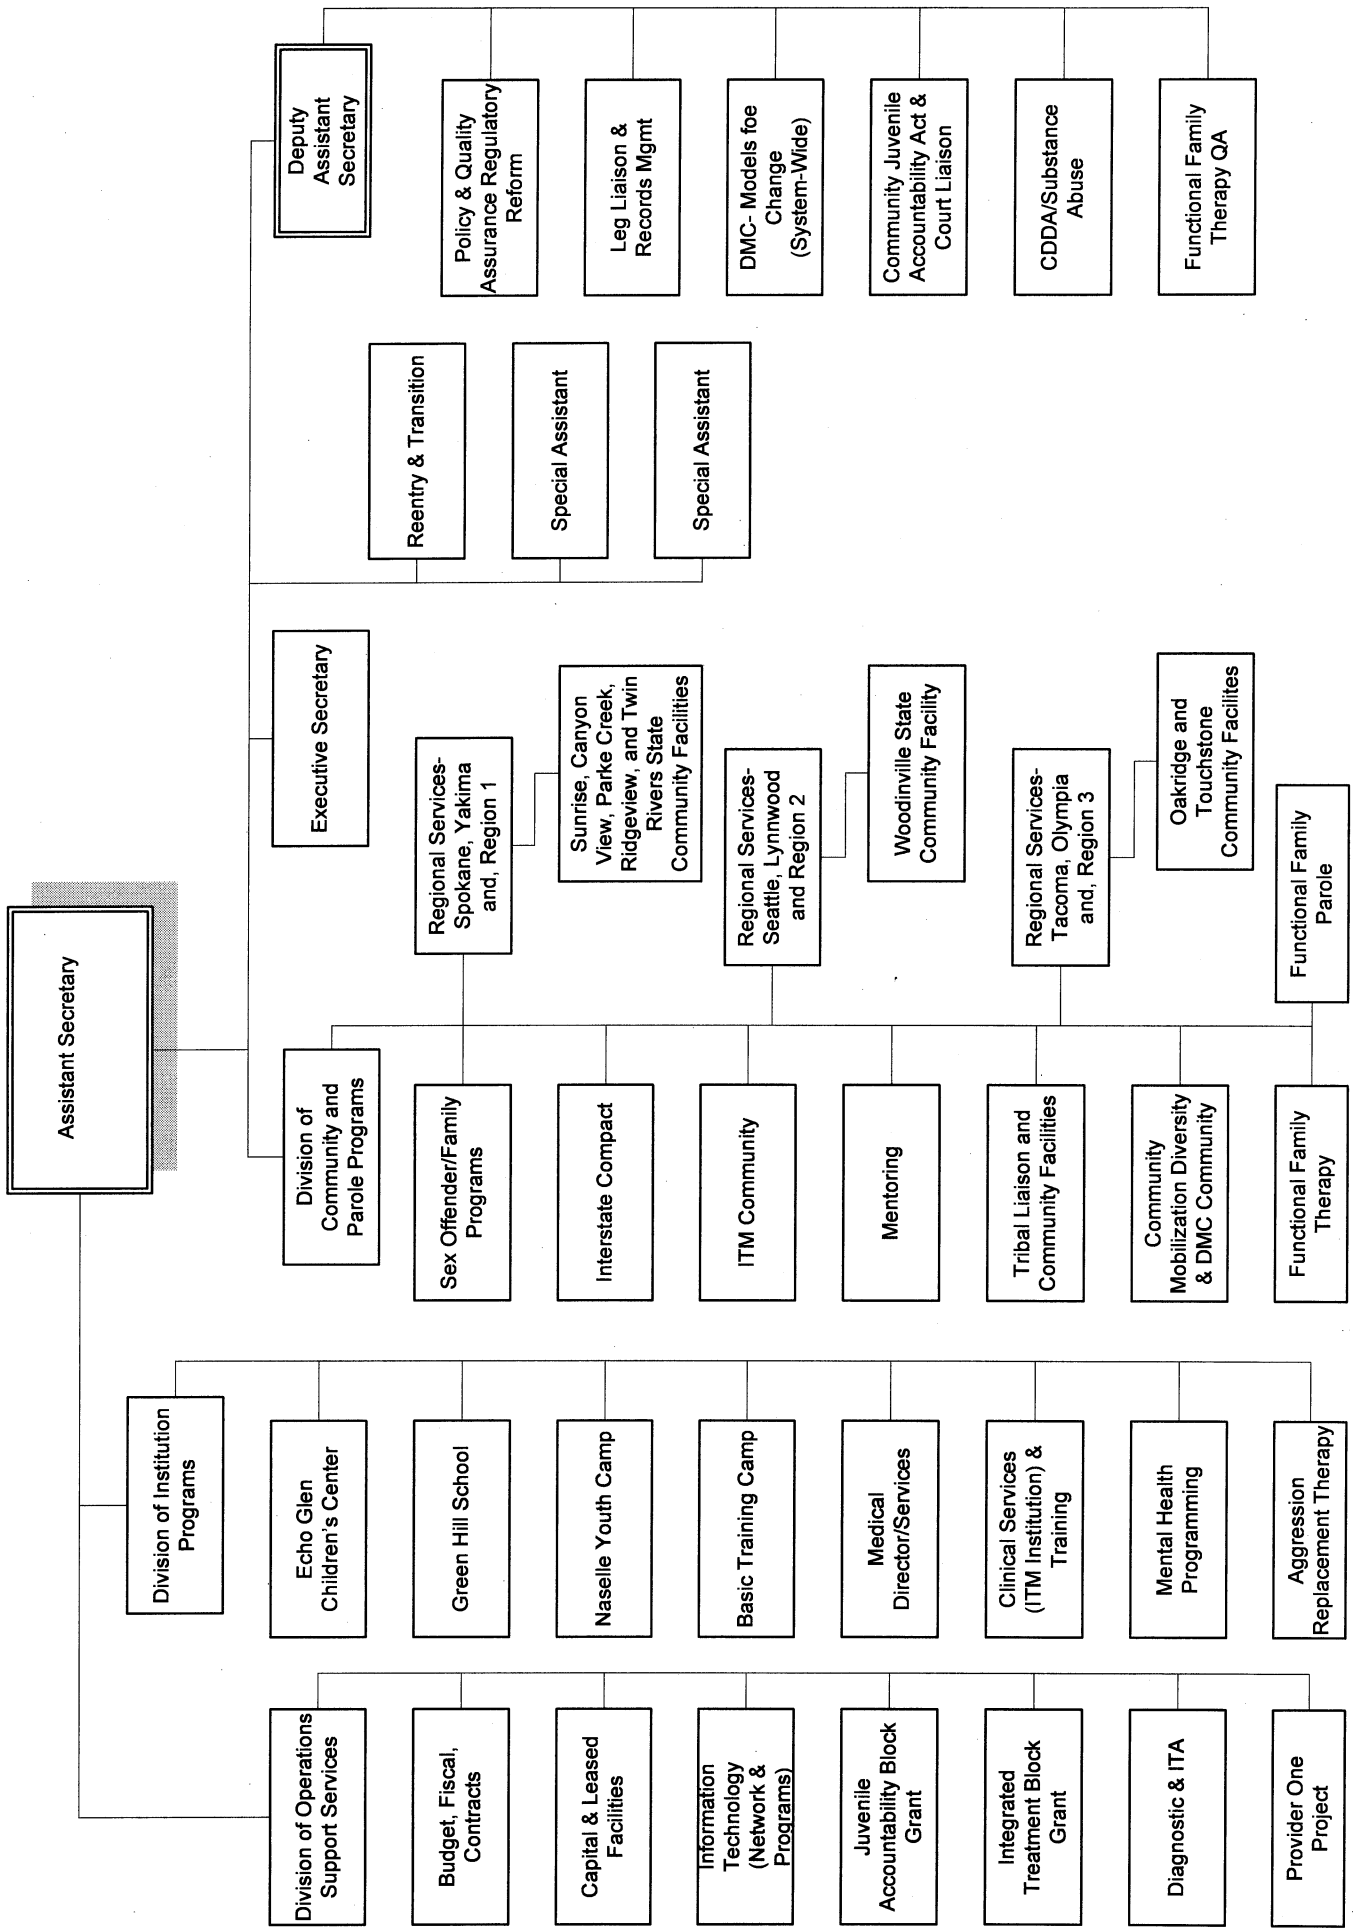 Assistant Secretary
Division of Operations
Support Services
Budget, Fiscal,
Contracts
Capital & Leased
Facilities
Information
Technology
(Network &
Programs)
Juvenile
Accountability Block
Grant
Integrated
Treatment Block
Grant
Diagnostic & ITA
Provider One
Project
Division of Institution
Programs
Echo Glen
Children's Center
Green Hill School
Naselle Youth Camp
Basic Training Camp
Medical
Director/Services
Clinical Services
(ITM Institution) &
Training
Mental Health
Programming
Aggression
Replacement Therapy
Division of
Community and
Parole Programs
Sex Offender/Family
Programs
Interstate Compact
ITM Community
Mentoring
Tribal Liaison and
Community Facilities
Community
Mobilization Diversity
& DMC Community
Functional Family
Therapy
Regional Services-
Spokane, Yakima
and, Region 1
Sunrise, Canyon
View, Parke Creek,
Ridgeview, and Twin
Rivers State
Community Facilities
Regional Services-
Seattle, Lynnwood
and Region 2
Woodinville State
Community Facility
Regional Services-
Tacoma, Olympia
and, Region 3
Oakridge and
Touchstone
Community Facilites
Functional Family
Parole
Executive Secretary
Reentry & Transition
Special Assistant
Special Assistant
Deputy
Assistant
Secretary
Policy & Quality
Assurance Regulatory
Reform
Leg Liaison &
Records Mgmt
DMC- Models foe
Change
(System-Wide)
Community Juvenile
Accountability Act &
Court Liaison
CDDA/Substance
Abuse
Functional Family
Therapy QA